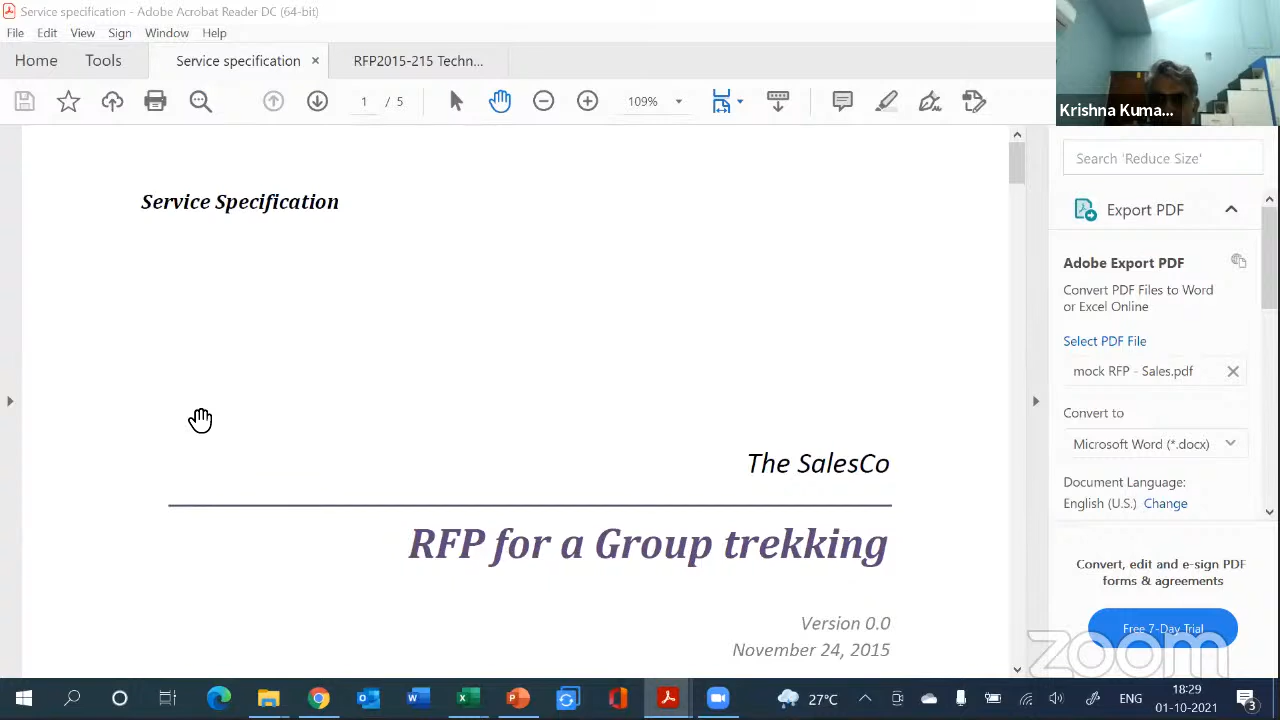 Service specification - Adobe Acrobat Reader DC (64-bit)
File Edit View Sign Window Help
Home Tools Service specification × RFP2015-215 Techn...
1 / 5 109%
Krishna Kuma...
Search 'Reduce Size'
Service Specification
Export PDF
Adobe Export PDF
Convert PDF Files to Word
or Excel Online
Select PDF File
mock RFP - Sales.pdf
Convert to
Microsoft Word (*.docx)
The SalesCo
Document Language:
English (U.S.) Change
RFP for a Group trekking
Convert, edit and e-sign PDF
forms & agreements
Version 0.0
Free 7-Day Trial
November 24, 2015
zoom
27°C ENG 18:29
01-10-2021
3